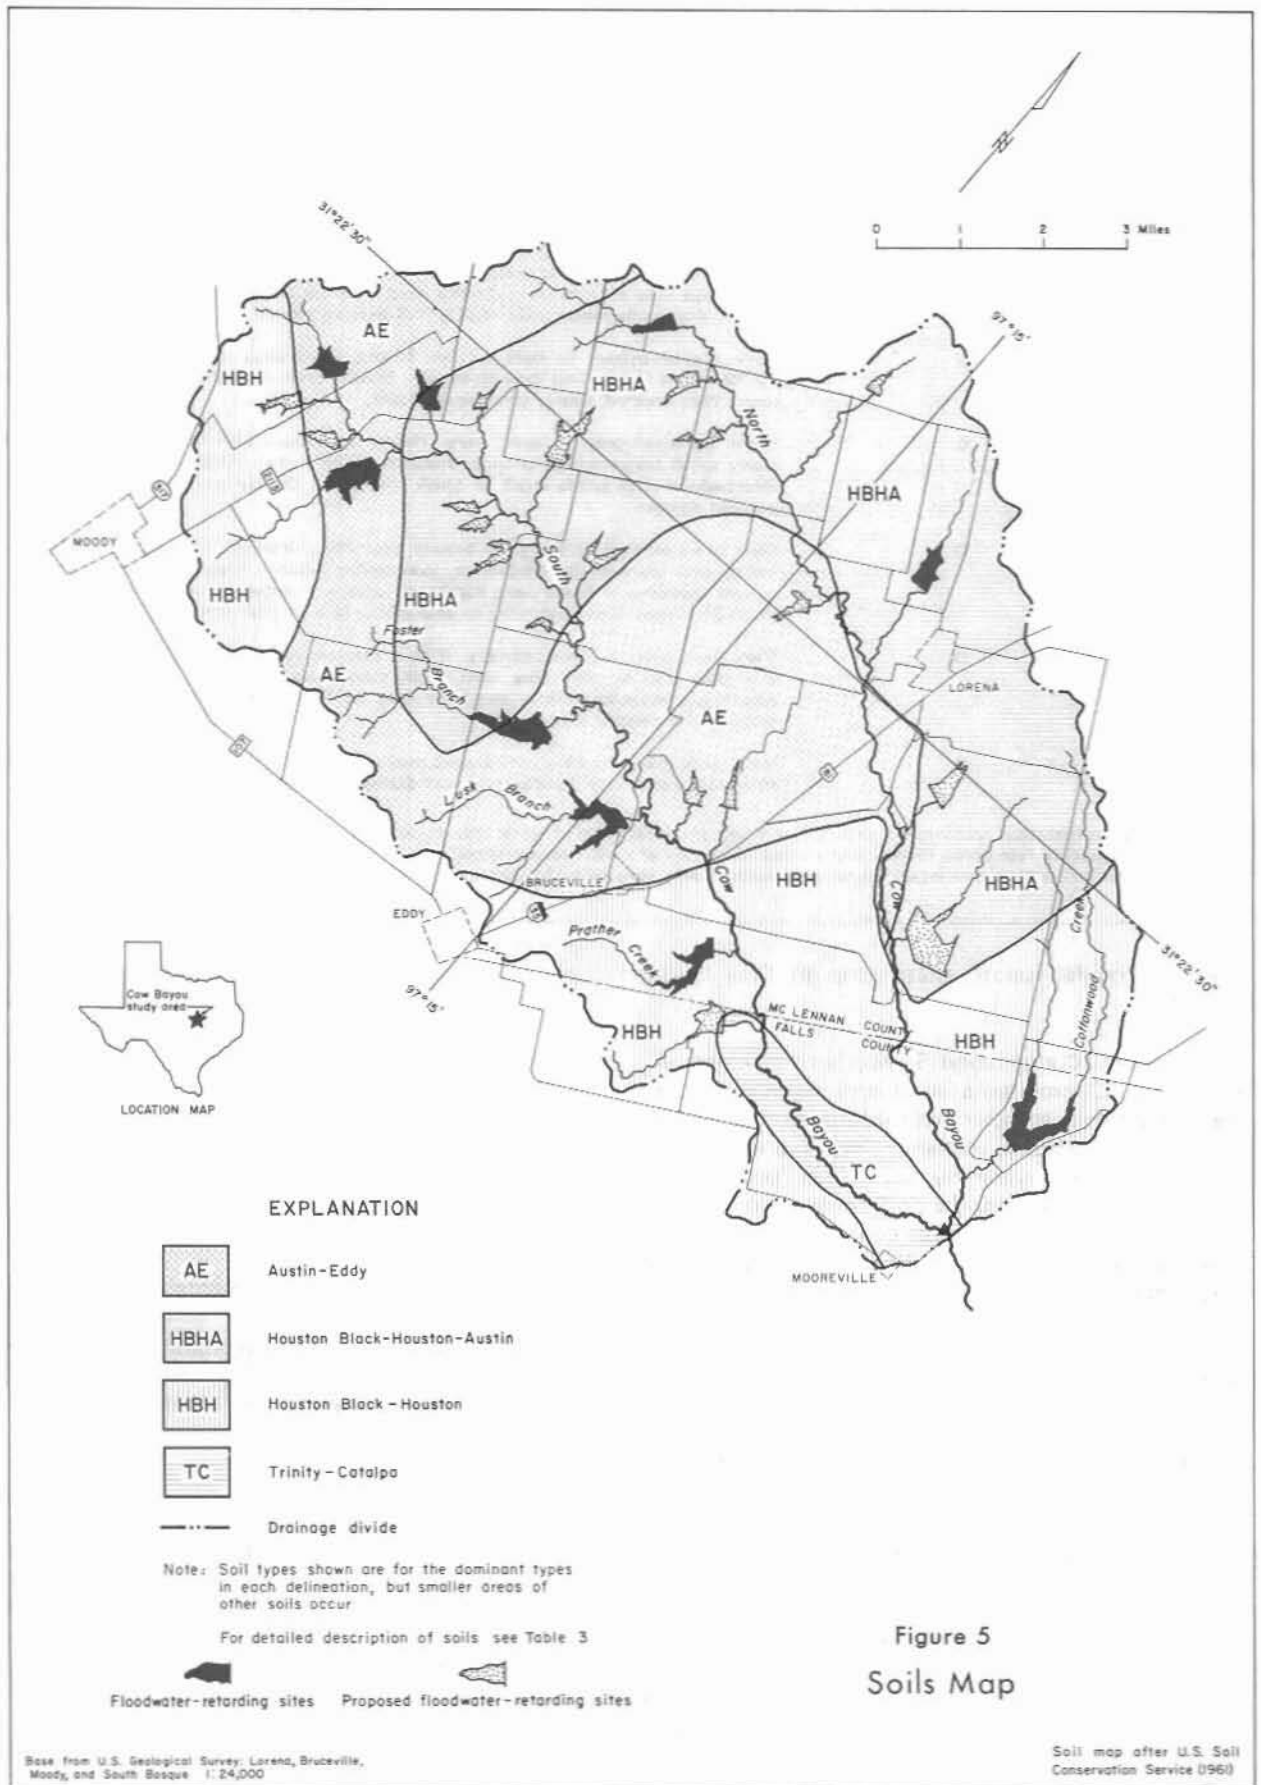 31°22'30"
0 1 2 3 Miles
97°15'
AE
HBH
HBHA
North
HBHA
317
2113
MOODY
South
HBH
HBHA
Foster
Branch
AE
LORENA
AE
107
81
Lusk Branch
BRUCEVILLE
Cow
HBH
Cow
HBHA
Creek
EDDY
35
Prather
Creek
31°22'30"
97°15'
Cow Bayou
study area
LOCATION MAP
MC LENNAN COUNTY
FALLS COUNTY
HBH
HBH
Cottonwood
Bayou
Bayou
TC
MOOREVILLE
EXPLANATION
AE Austin-Eddy
HBHA Houston Black-Houston-Austin
HBH Houston Black-Houston
TC Trinity-Catalpa
Drainage divide
Note: Soil types shown are for the dominant types
in each delineation, but smaller areas of
other soils occur
For detailed description of soils see Table 3
Floodwater-retarding sites Proposed floodwater-retarding sites
Figure 5
Soils Map
Base from U.S. Geological Survey: Lorena, Bruceville,
Moody, and South Bosque 1:24,000
Soil map after U.S. Soil
Conservation Service (1961)